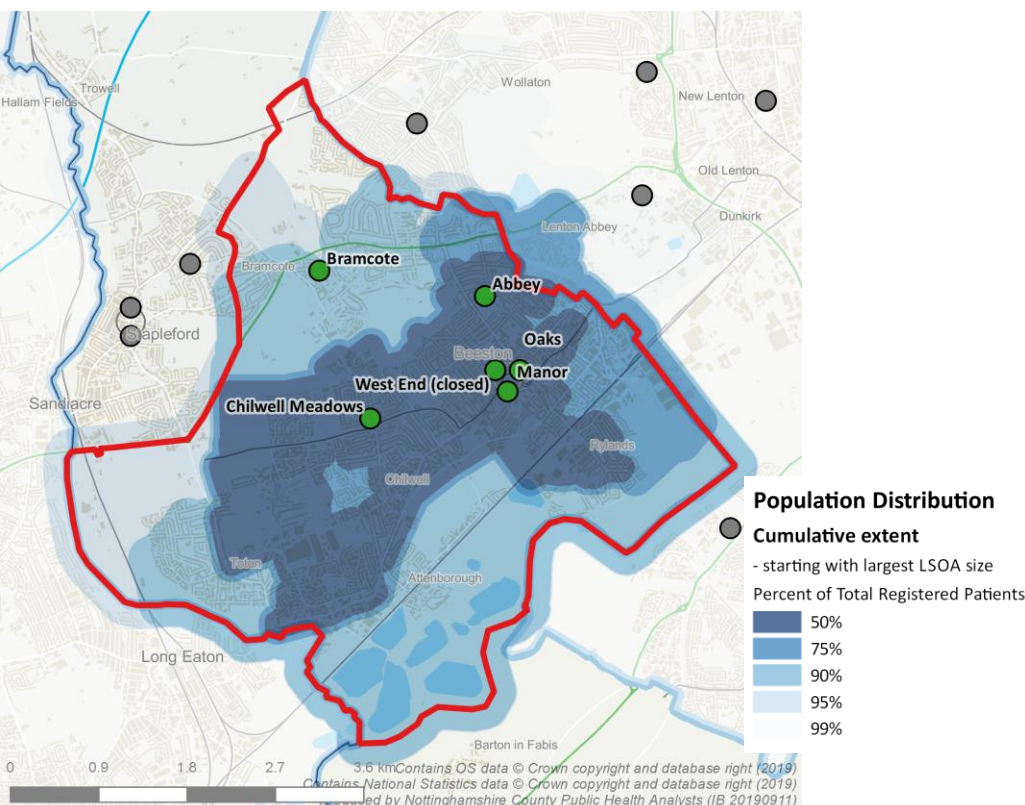 Trowell
Hallam Fields
Wollaton
New Lenton
Old Lenton
Dunkirk
Lenton Abbey
Bramcote
Bramcote
Abbey
Stapleford
Oaks
Beeston
Manor
West End (closed)
Sandiacre
Chilwell Meadows
Rylands
Chilwell
Toton
Attenborough
Long Eaton
Barton in Fabis
Population Distribution
Cumulative extent
- starting with largest LSOA size
Percent of Total Registered Patients
50%
75%
90%
95%
99%
0 0.9 1.8 2.7 3.6 km
Contains OS data © Crown copyright and database right (2019)
Contains National Statistics data © Crown copyright and database right (2019)
Produced by Nottinghamshire County Public Health Analysts (IB 20190911)